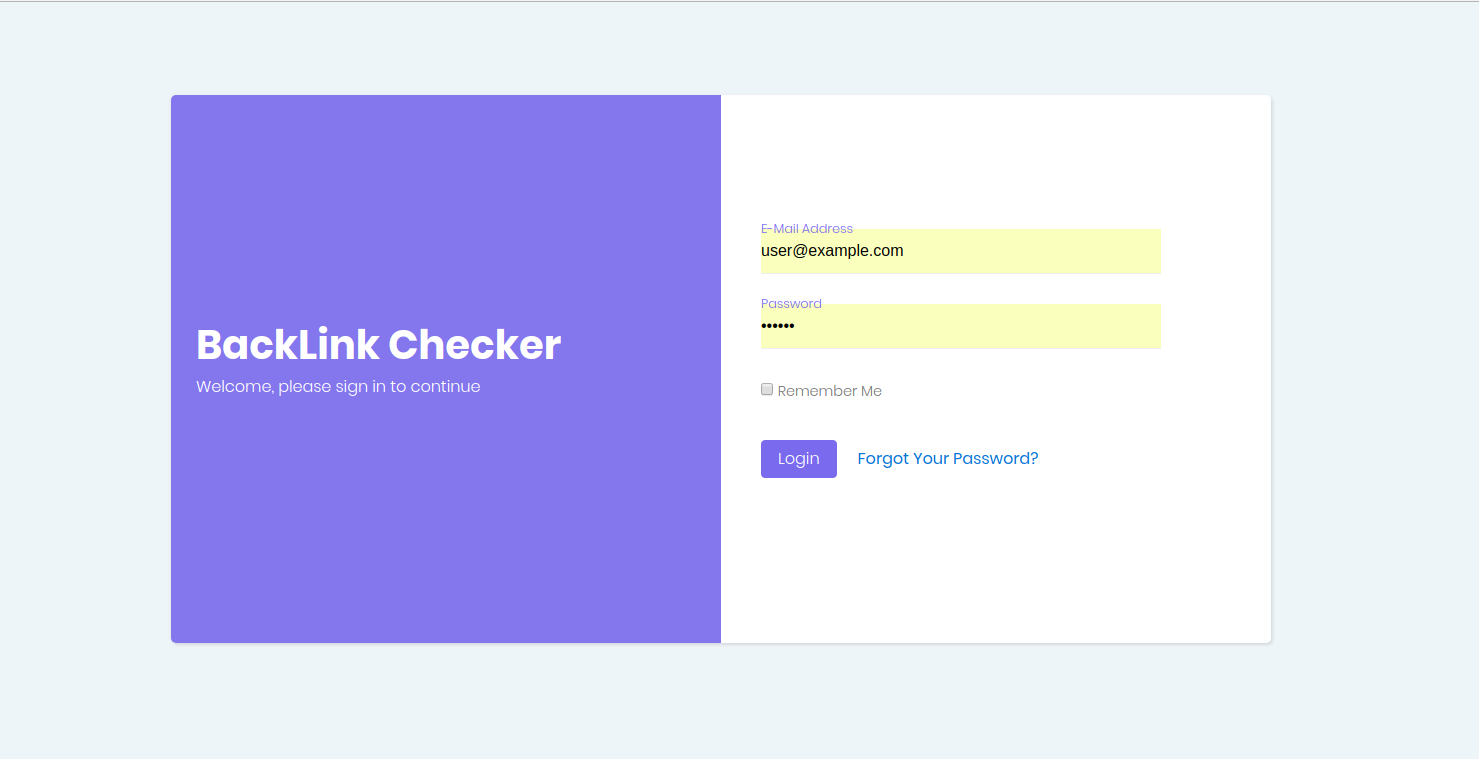 BackLink Checker
Welcome, please sign in to continue
E-Mail Address
user@example.com
Password
••••••
Remember Me
Login Forgot Your Password?